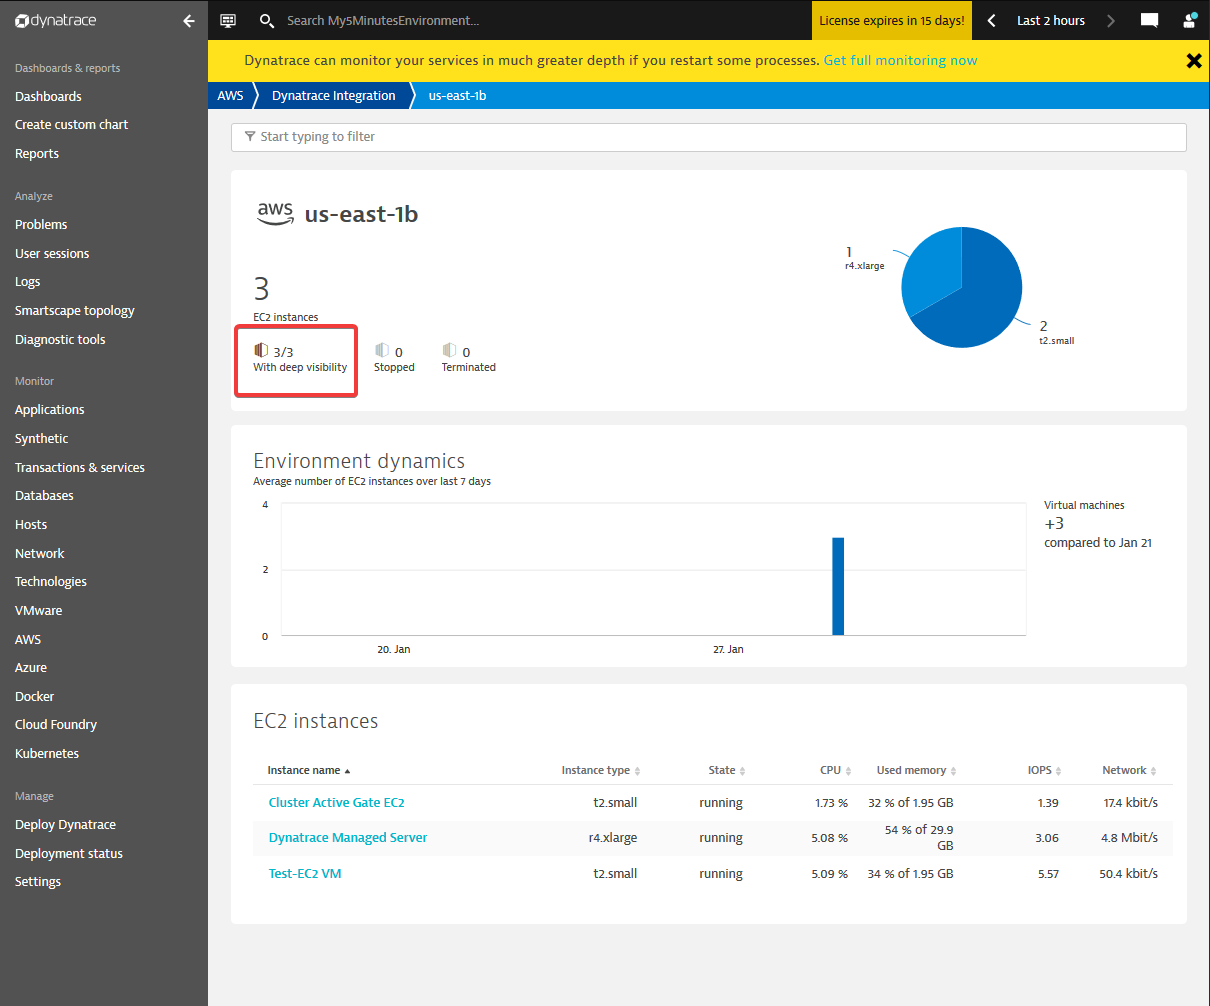 dynatrace
Search My5MinutesEnvironment...
License expires in 15 days!
Last 2 hours
Dynatrace can monitor your services in much greater depth if you restart some processes. Get full monitoring now
AWS
Dynatrace Integration
us-east-1b
Dashboards & reports
Dashboards
Create custom chart
Reports
Analyze
Problems
User sessions
Logs
Smartscape topology
Diagnostic tools
Monitor
Applications
Synthetic
Transactions & services
Databases
Hosts
Network
Technologies
VMware
AWS
Azure
Docker
Cloud Foundry
Kubernetes
Manage
Deploy Dynatrace
Deployment status
Settings
Start typing to filter
aws us-east-1b
3
EC2 instances
3/3
With deep visibility
0
Stopped
0
Terminated
1
r4.xlarge
2
t2.small
Environment dynamics
Average number of EC2 instances over last 7 days
4
2
0
20. Jan
27. Jan
Virtual machines
+3
compared to Jan 21
EC2 instances
Instance name Instance type State CPU Used memory IOPS Network
Cluster Active Gate EC2 t2.small running 1.73 % 32 % of 1.95 GB 1.39 17.4 kbit/s
Dynatrace Managed Server r4.xlarge running 5.08 % 54 % of 29.9 GB 3.06 4.8 Mbit/s
Test-EC2 VM t2.small running 5.09 % 34 % of 1.95 GB 5.57 50.4 kbit/s